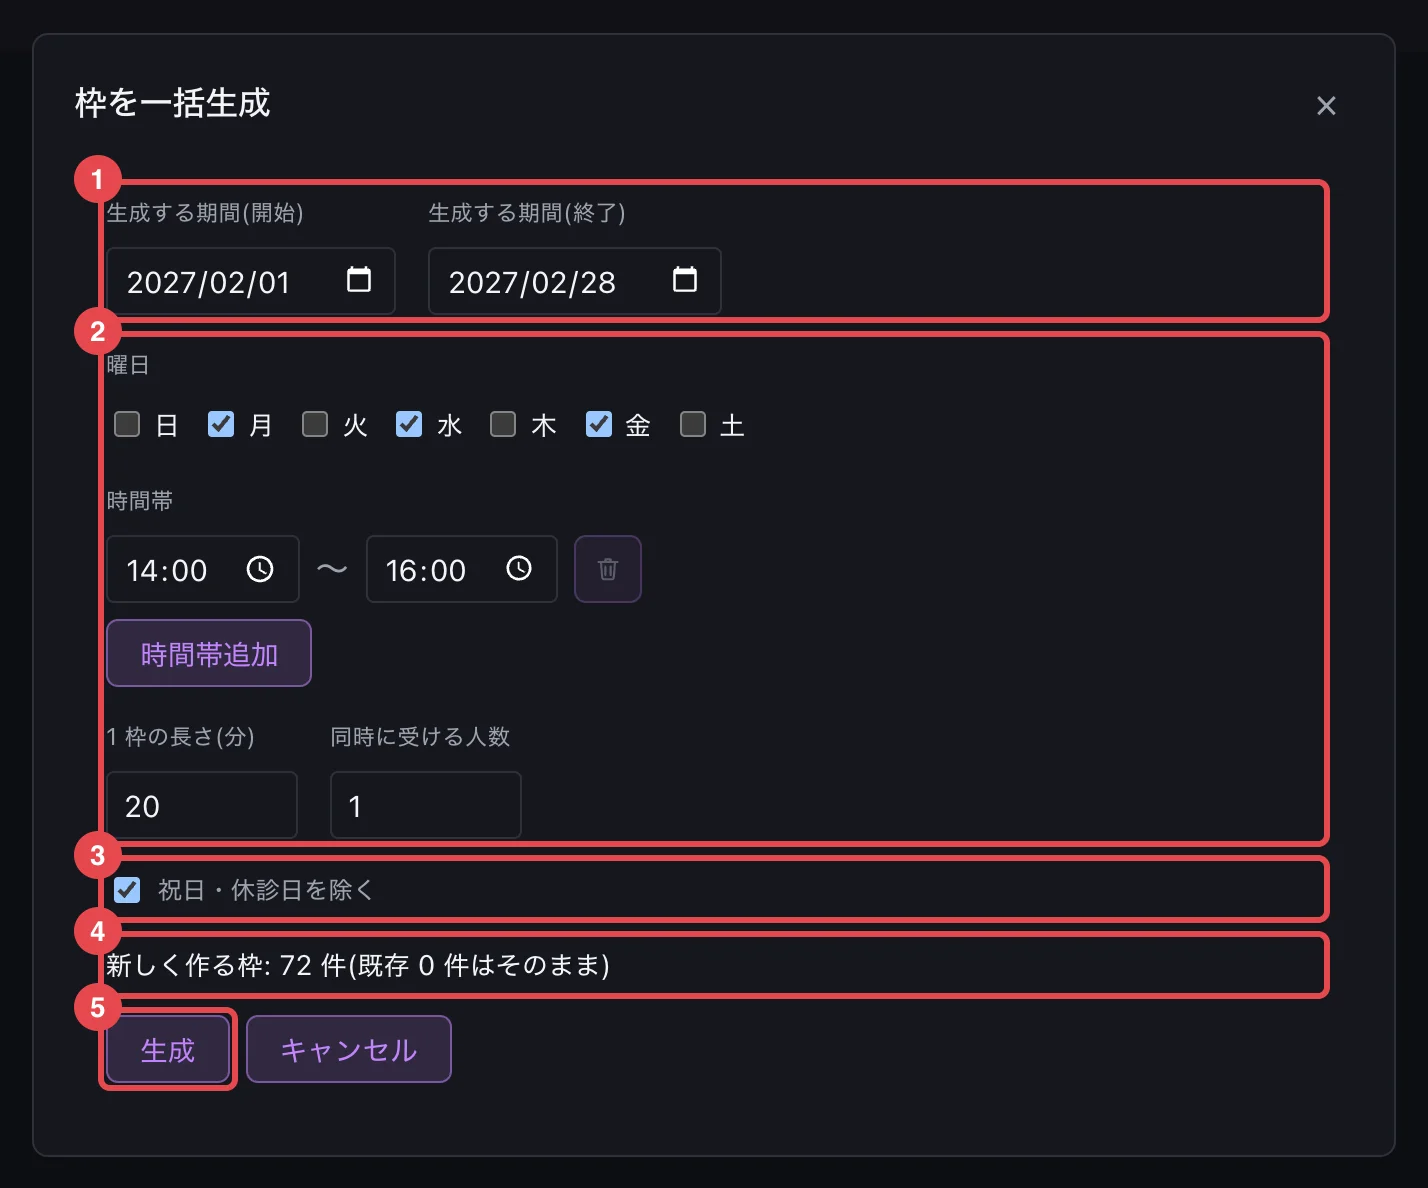 枠を一括生成
1
生成する期間(開始) 生成する期間(終了)
2027/02/01 2027/02/28
2
曜日
日 月 火 水 木 金 土
時間帯
14:00 〜 16:00
時間帯追加
1 枠の長さ(分) 同時に受ける人数
20 1
3
祝日・休診日を除く
4
新しく作る枠: 72 件(既存 0 件はそのまま)
5
生成 キャンセル